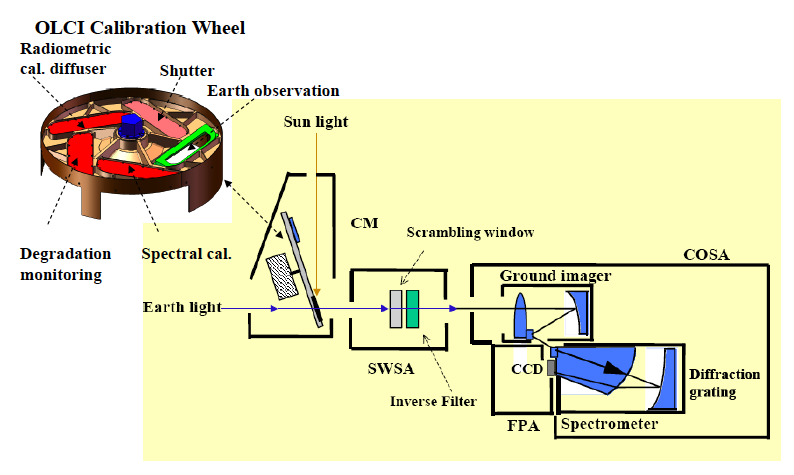 OLCI Calibration Wheel
Radiometric
cal. diffuser
Shutter
Earth observation
Sun light
CM
Scrambling window
COSA
Degradation
monitoring
Spectral cal.
Ground imager
Earth light
SWSA
CCD
Diffraction
grating
Inverse Filter
FPA
Spectrometer